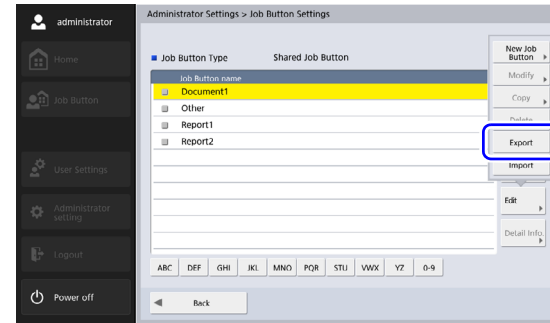 administrator
Administrator Settings > Job Button Settings
Home
Job Button
User Settings
Administrator
setting
Logout
Power off
Job Button Type
Shared Job Button
Job Button name
Document1
Other
Report1
Report2
New Job
Button
Modify
Copy
Delete
Export
Import
Edit
Detail Info.
ABC DEF GHI JKL MNO PQR STU VWX YZ 0-9
Back